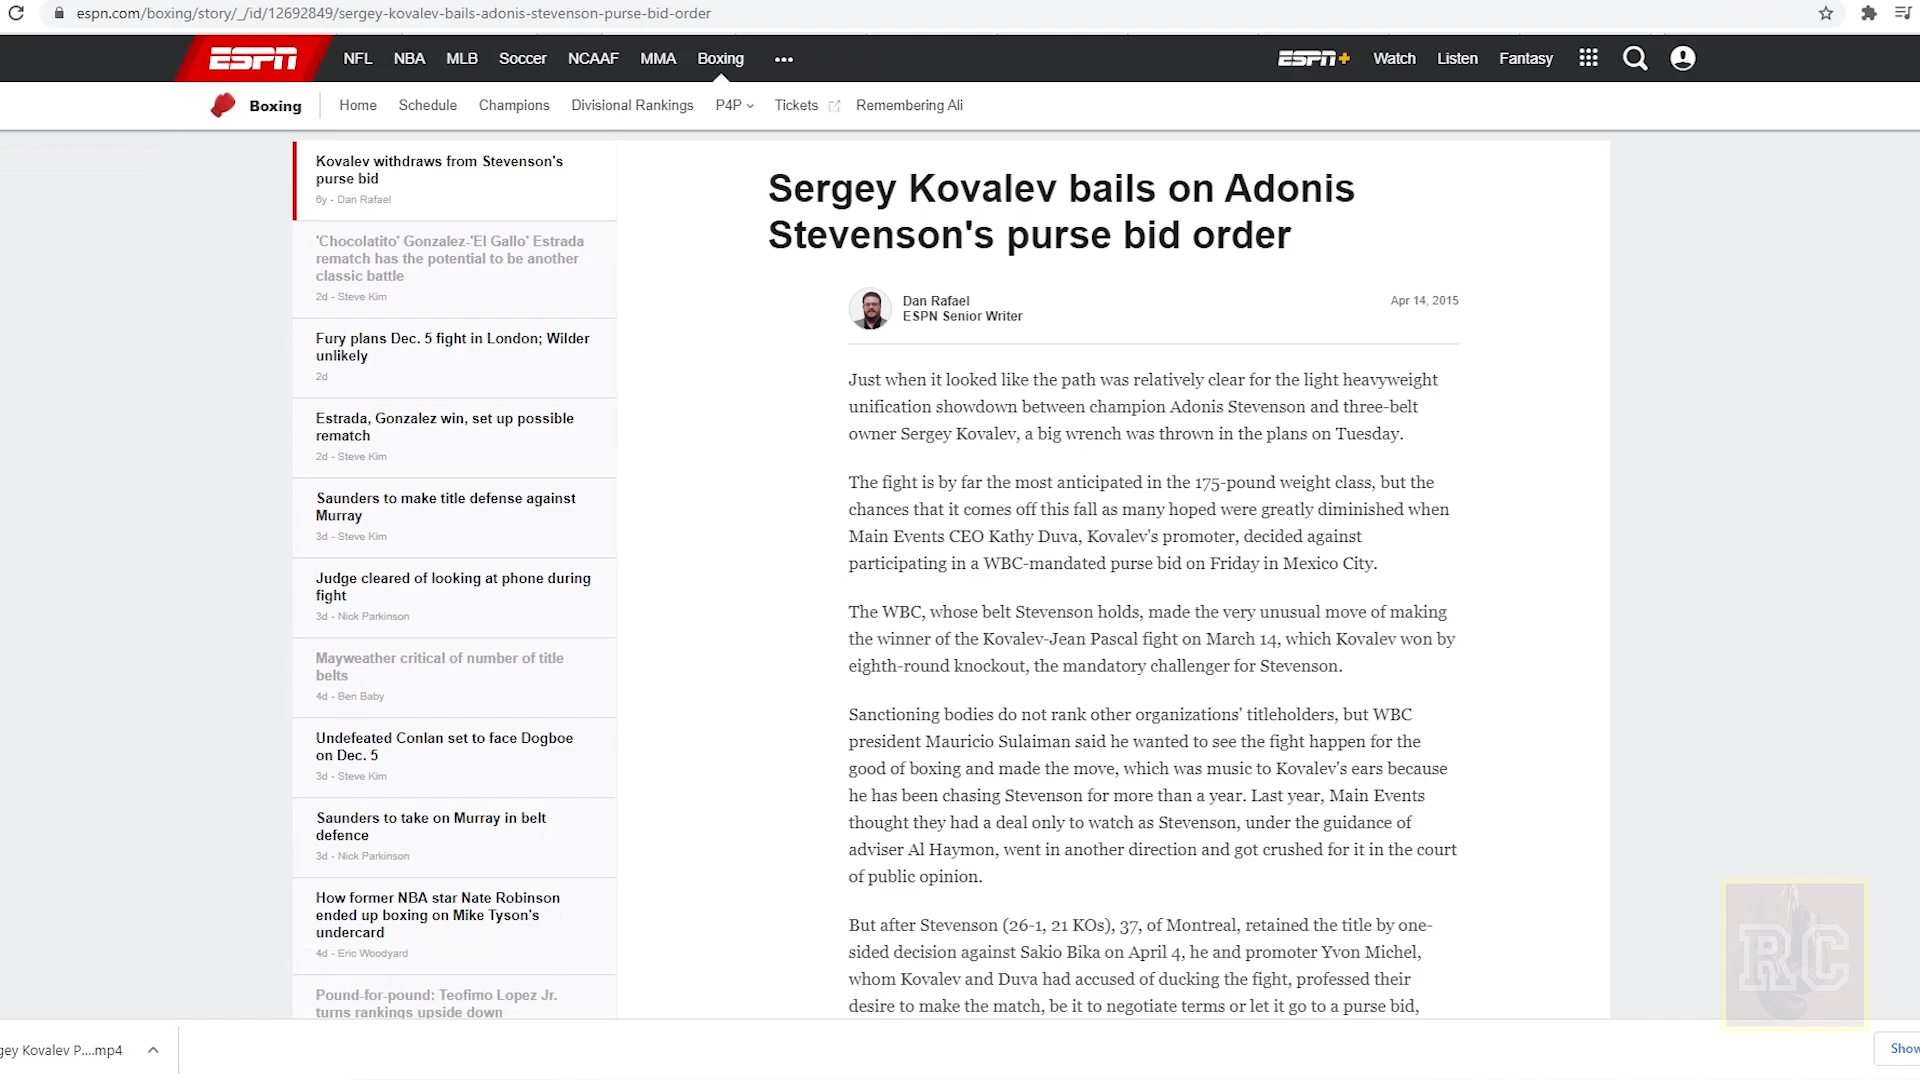 espn.com/boxing/story/_/id/12692849/sergey-kovalev-bails-adonis-stevenson-purse-bid-order
ESPN NFL NBA MLB Soccer NCAAF MMA Boxing ••• ESPN+ Watch Listen Fantasy
Boxing Home Schedule Champions Divisional Rankings P4P Tickets Remembering Ali
Kovalev withdraws from Stevenson's
purse bid
6y - Dan Rafael
'Chocolatito' Gonzalez-'El Gallo' Estrada
rematch has the potential to be another
classic battle
2d - Steve Kim
Fury plans Dec. 5 fight in London; Wilder
unlikely
2d
Estrada, Gonzalez win, set up possible
rematch
2d - Steve Kim
Saunders to make title defense against
Murray
3d - Steve Kim
Judge cleared of looking at phone during
fight
3d - Nick Parkinson
Mayweather critical of number of title
belts
4d - Ben Baby
Undefeated Conlan set to face Dogboe
on Dec. 5
3d - Steve Kim
Saunders to take on Murray in belt
defence
3d - Nick Parkinson
How former NBA star Nate Robinson
ended up boxing on Mike Tyson's
undercard
4d - Eric Woodyard
Pound-for-pound: Teofimo Lopez Jr.
turns rankings upside down
Sergey Kovalev bails on Adonis
Stevenson's purse bid order
Dan Rafael
ESPN Senior Writer
Apr 14, 2015
Just when it looked like the path was relatively clear for the light heavyweight
unification showdown between champion Adonis Stevenson and three-belt
owner Sergey Kovalev, a big wrench was thrown in the plans on Tuesday.
The fight is by far the most anticipated in the 175-pound weight class, but the
chances that it comes off this fall as many hoped were greatly diminished when
Main Events CEO Kathy Duva, Kovalev's promoter, decided against
participating in a WBC-mandated purse bid on Friday in Mexico City.
The WBC, whose belt Stevenson holds, made the very unusual move of making
the winner of the Kovalev-Jean Pascal fight on March 14, which Kovalev won by
eighth-round knockout, the mandatory challenger for Stevenson.
Sanctioning bodies do not rank other organizations' titleholders, but WBC
president Mauricio Sulaiman said he wanted to see the fight happen for the
good of boxing and made the move, which was music to Kovalev's ears because
he has been chasing Stevenson for more than a year. Last year, Main Events
thought they had a deal only to watch as Stevenson, under the guidance of
adviser Al Haymon, went in another direction and got crushed for it in the court
of public opinion.
But after Stevenson (26-1, 21 KOs), 37, of Montreal, retained the title by one-
sided decision against Sakio Bika on April 4, he and promoter Yvon Michel,
whom Kovalev and Duva had accused of ducking the fight, professed their
desire to make the match, be it to negotiate terms or let it go to a purse bid,
RC
gey Kovalev P....mp4
Show